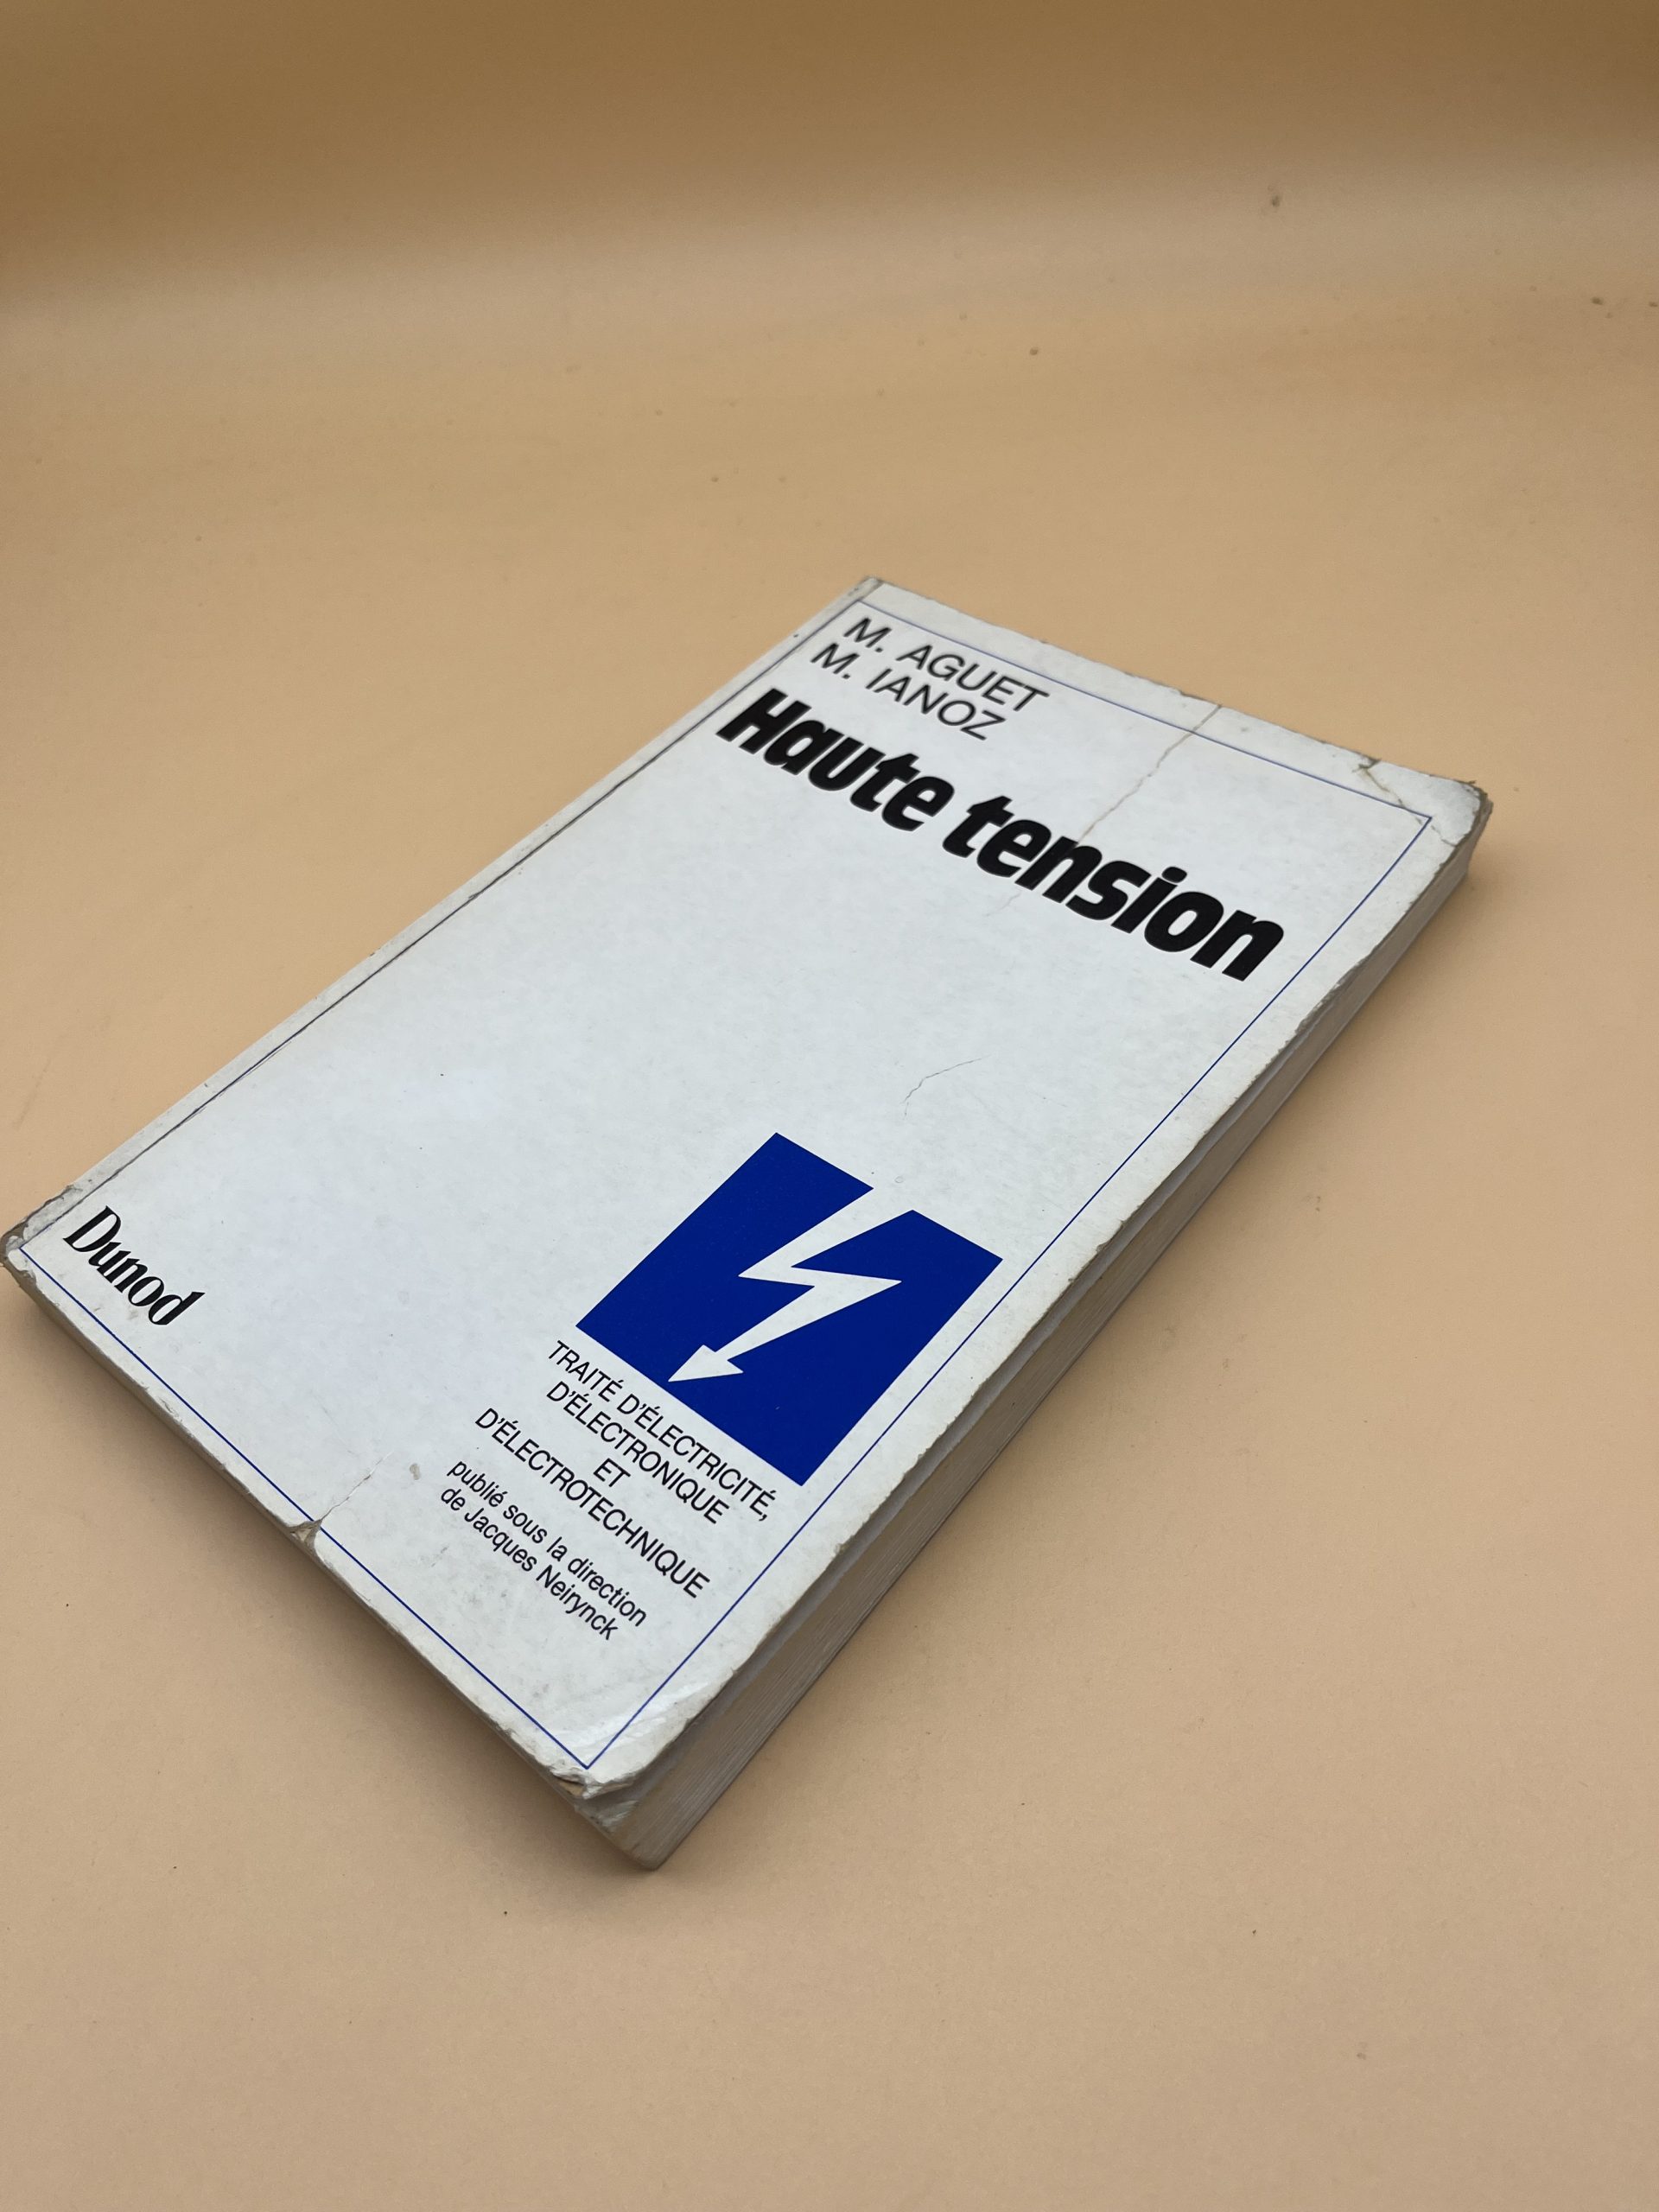 M. AGUET
M. IANOZ
Haute tension
TRAITÉ D'ÉLECTRICITÉ,
D'ÉLECTRONIQUE
ET
D'ÉLECTROTECHNIQUE
publié sous la direction
de Jacques Neirynck
Dunod